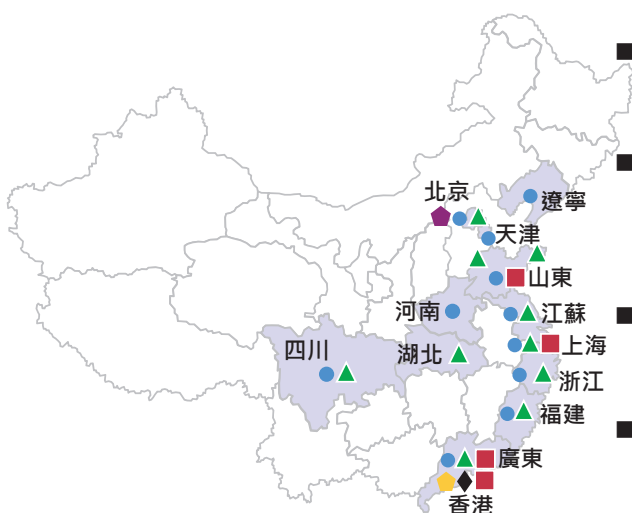 北京
遼寧
天津
山東
河南
江蘇
四川
湖北
上海
浙江
福建
廣東
香港